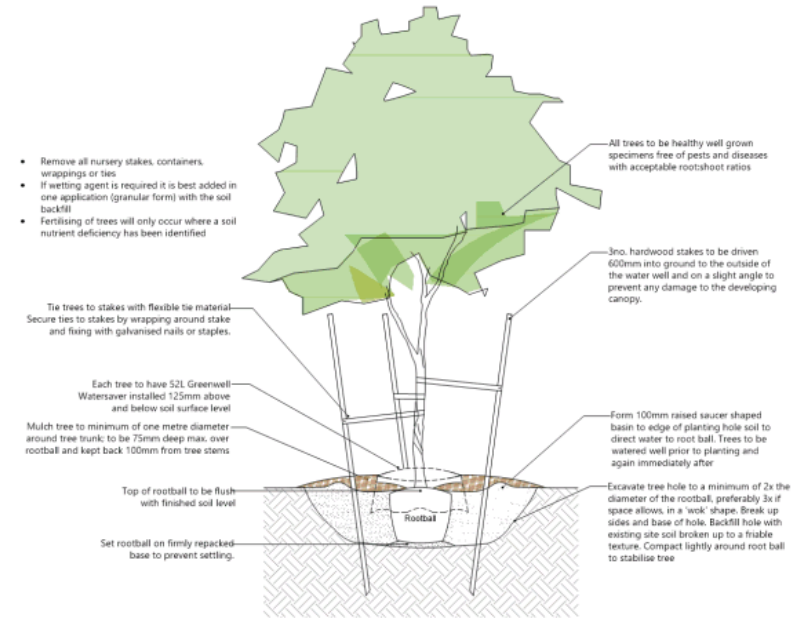 • Remove all nursery stakes, containers,
wrappings or ties
• If wetting agent is required it is best added in
one application (granular form) with the soil
backfill
• Fertilising of trees will only occur where a soil
nutrient deficiency has been identified
Tie trees to stakes with flexible tie material
Secure ties to stakes by wrapping around stake
and fixing with galvanised nails or staples.
Each tree to have 52L Greenwell
Watersaver installed 125mm above
and below soil surface level
Mulch tree to minimum of one metre diameter
around tree trunk; to be 75mm deep max. over
rootball and kept back 100mm from tree stems
Top of rootball to be flush
with finished soil level
Set rootball on firmly repacked
base to prevent settling.
Rootball
All trees to be healthy well grown
specimens free of pests and diseases
with acceptable root:shoot ratios
3no. hardwood stakes to be driven
600mm into ground to the outside of
the water well and on a slight angle to
prevent any damage to the developing
canopy.
Form 100mm raised saucer shaped
basin to edge of planting hole soil to
direct water to root ball. Trees to be
watered well prior to planting and
again immediately after
Excavate tree hole to a minimum of 2x the
diameter of the rootball, preferably 3x if
space allows, in a 'wok' shape. Break up
sides and base of hole. Backfill hole with
existing site soil broken up to a friable
texture. Compact lightly around root ball
to stabilise tree